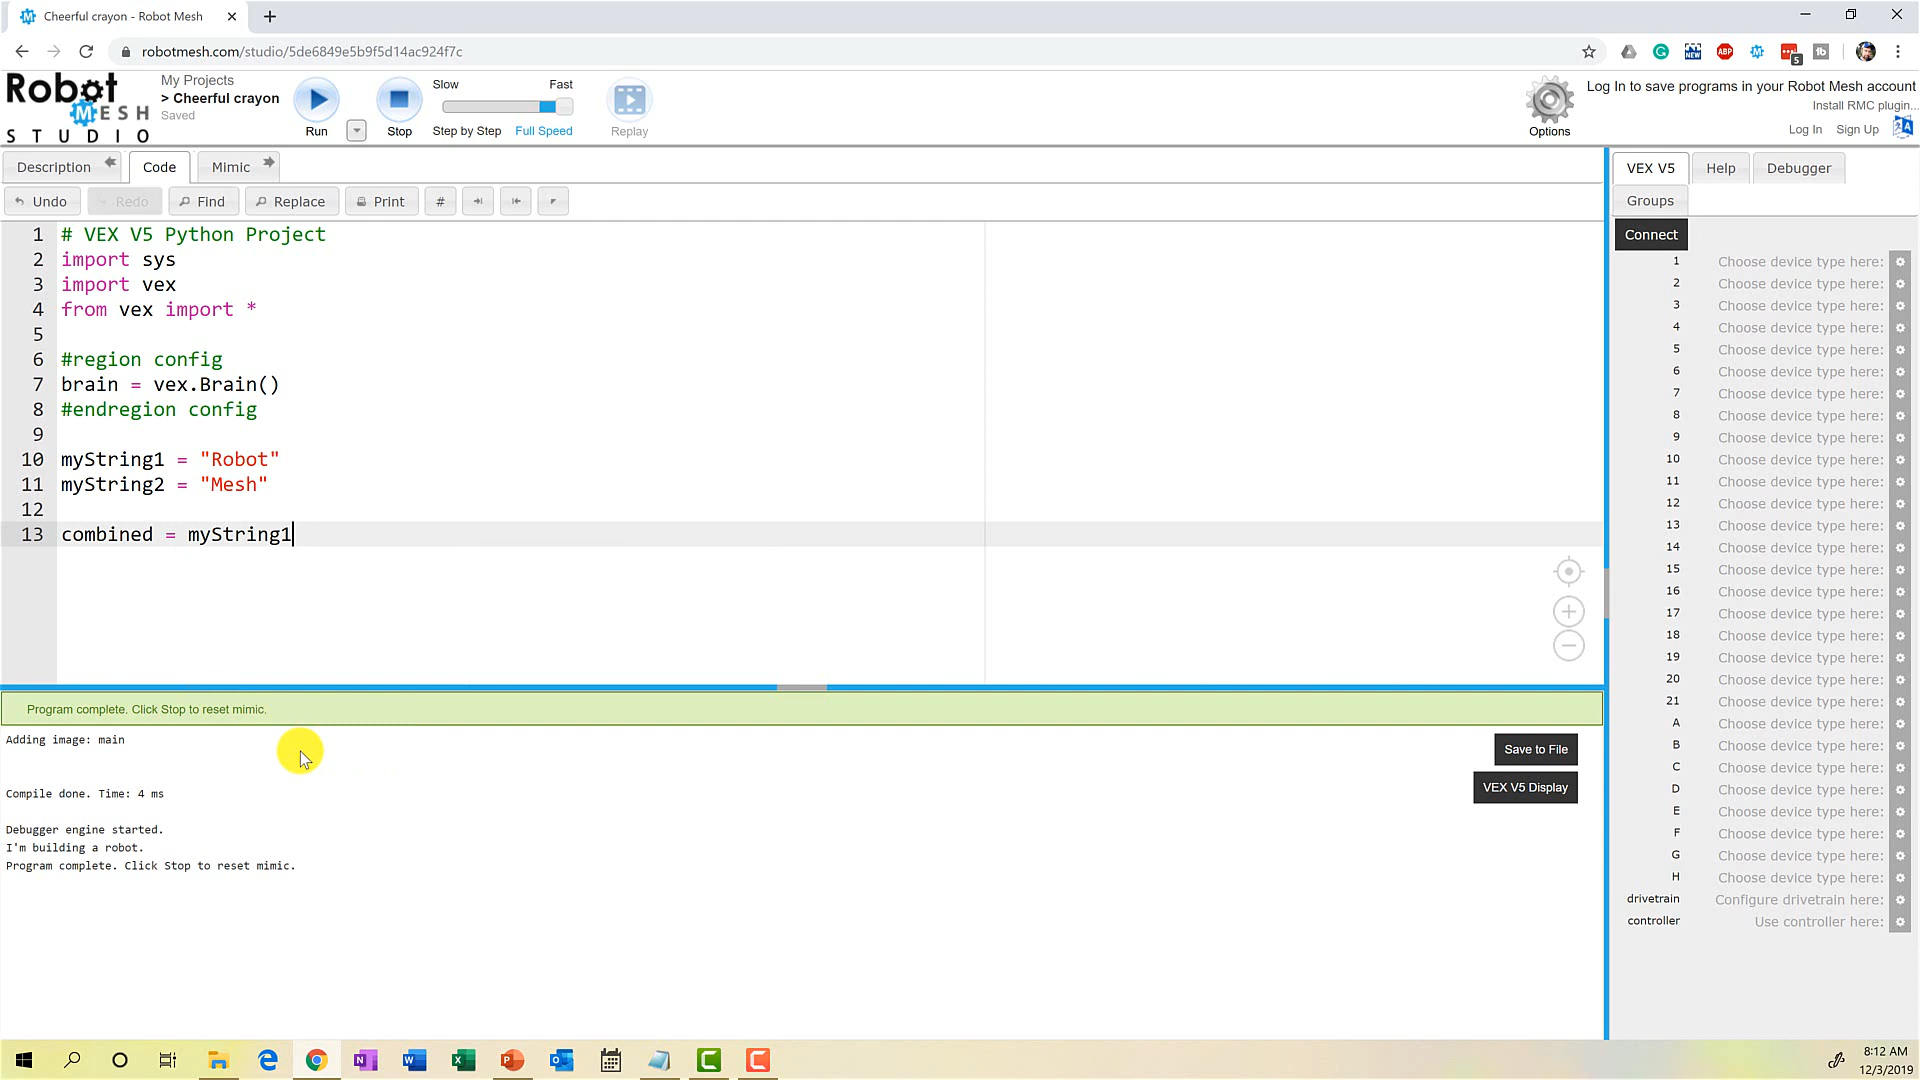 Cheerful crayon - Robot Mesh
robotmesh.com/studio/5de6849e5b9f5d14ac924f7c
ABP
NEW
5
tb
Robot
MESH
STUDIO
My Projects
> Cheerful crayon
Saved
Run
Stop
Slow Fast
Step by Step Full Speed
Replay
Options
Log In to save programs in your Robot Mesh account
Install RMC plugin...
Log In Sign Up
Description Code Mimic
Undo Redo Find Replace Print #
1 # VEX V5 Python Project
2 import sys
3 import vex
4 from vex import *
5
6 #region config
7 brain = vex.Brain()
8 #endregion config
9
10 myString1 = "Robot"
11 myString2 = "Mesh"
12
13 combined = myString1
Program complete. Click Stop to reset mimic.
Adding image: main
Compile done. Time: 4 ms
Debugger engine started.
I'm building a robot.
Program complete. Click Stop to reset mimic.
Save to File
VEX V5 Display
VEX V5 Help Debugger
Groups
Connect
1 Choose device type here:
2 Choose device type here:
3 Choose device type here:
4 Choose device type here:
5 Choose device type here:
6 Choose device type here:
7 Choose device type here:
8 Choose device type here:
9 Choose device type here:
10 Choose device type here:
11 Choose device type here:
12 Choose device type here:
13 Choose device type here:
14 Choose device type here:
15 Choose device type here:
16 Choose device type here:
17 Choose device type here:
18 Choose device type here:
19 Choose device type here:
20 Choose device type here:
21 Choose device type here:
A Choose device type here:
B Choose device type here:
C Choose device type here:
D Choose device type here:
E Choose device type here:
F Choose device type here:
G Choose device type here:
H Choose device type here:
drivetrain Configure drivetrain here:
controller Use controller here:
8:12 AM
12/3/2019